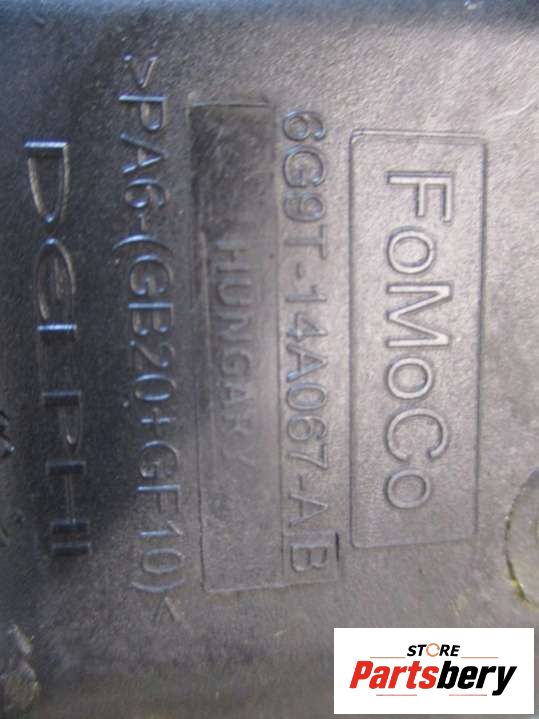 FoMoCo
6G9T-14A067-AB
HUNGARY
>PA6-(GB20+GF10)<
DELPHI
STORE
Partsbery